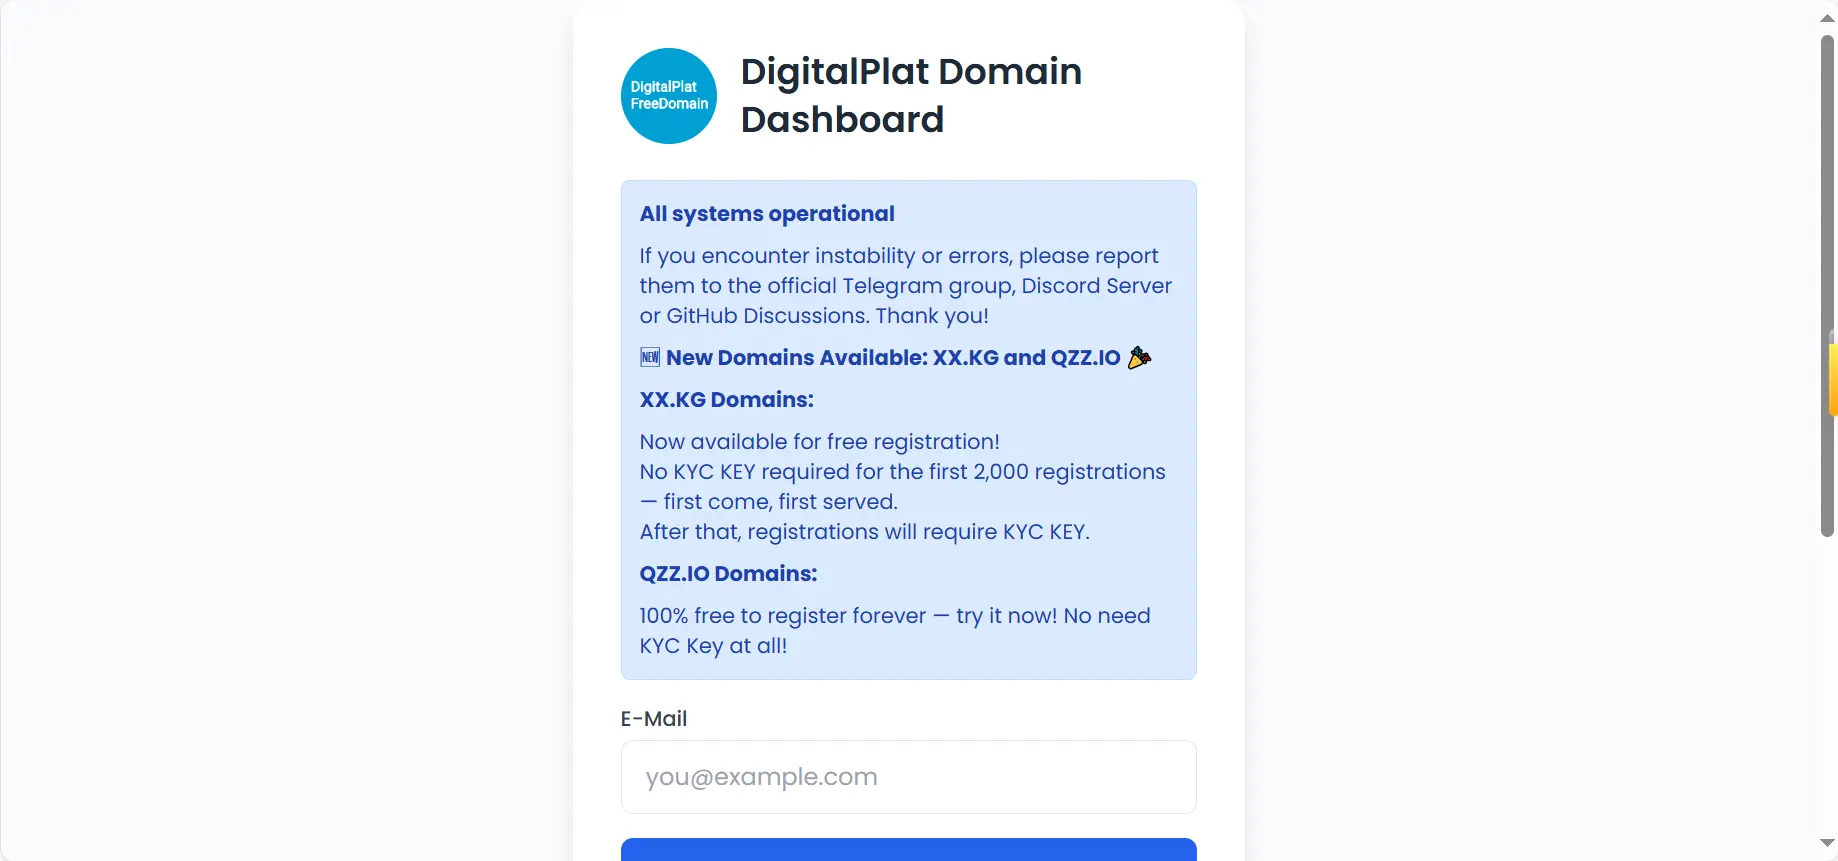 DigitalPlat
FreeDomain
DigitalPlat Domain
Dashboard
All systems operational
If you encounter instability or errors, please report
them to the official Telegram group, Discord Server
or GitHub Discussions. Thank you!
🆕 New Domains Available: XX.KG and QZZ.IO 🎉
XX.KG Domains:
Now available for free registration!
No KYC KEY required for the first 2,000 registrations
— first come, first served.
After that, registrations will require KYC KEY.
QZZ.IO Domains:
100% free to register forever — try it now! No need
KYC Key at all!
E-Mail
you@example.com